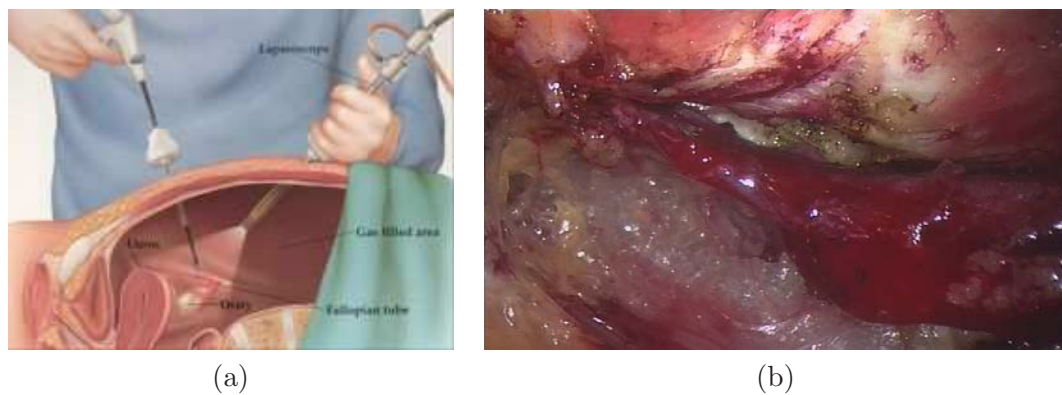 Laparoscope
Gas filled area
Uterus
Ovary
Fallopian tube
(a)
(b)